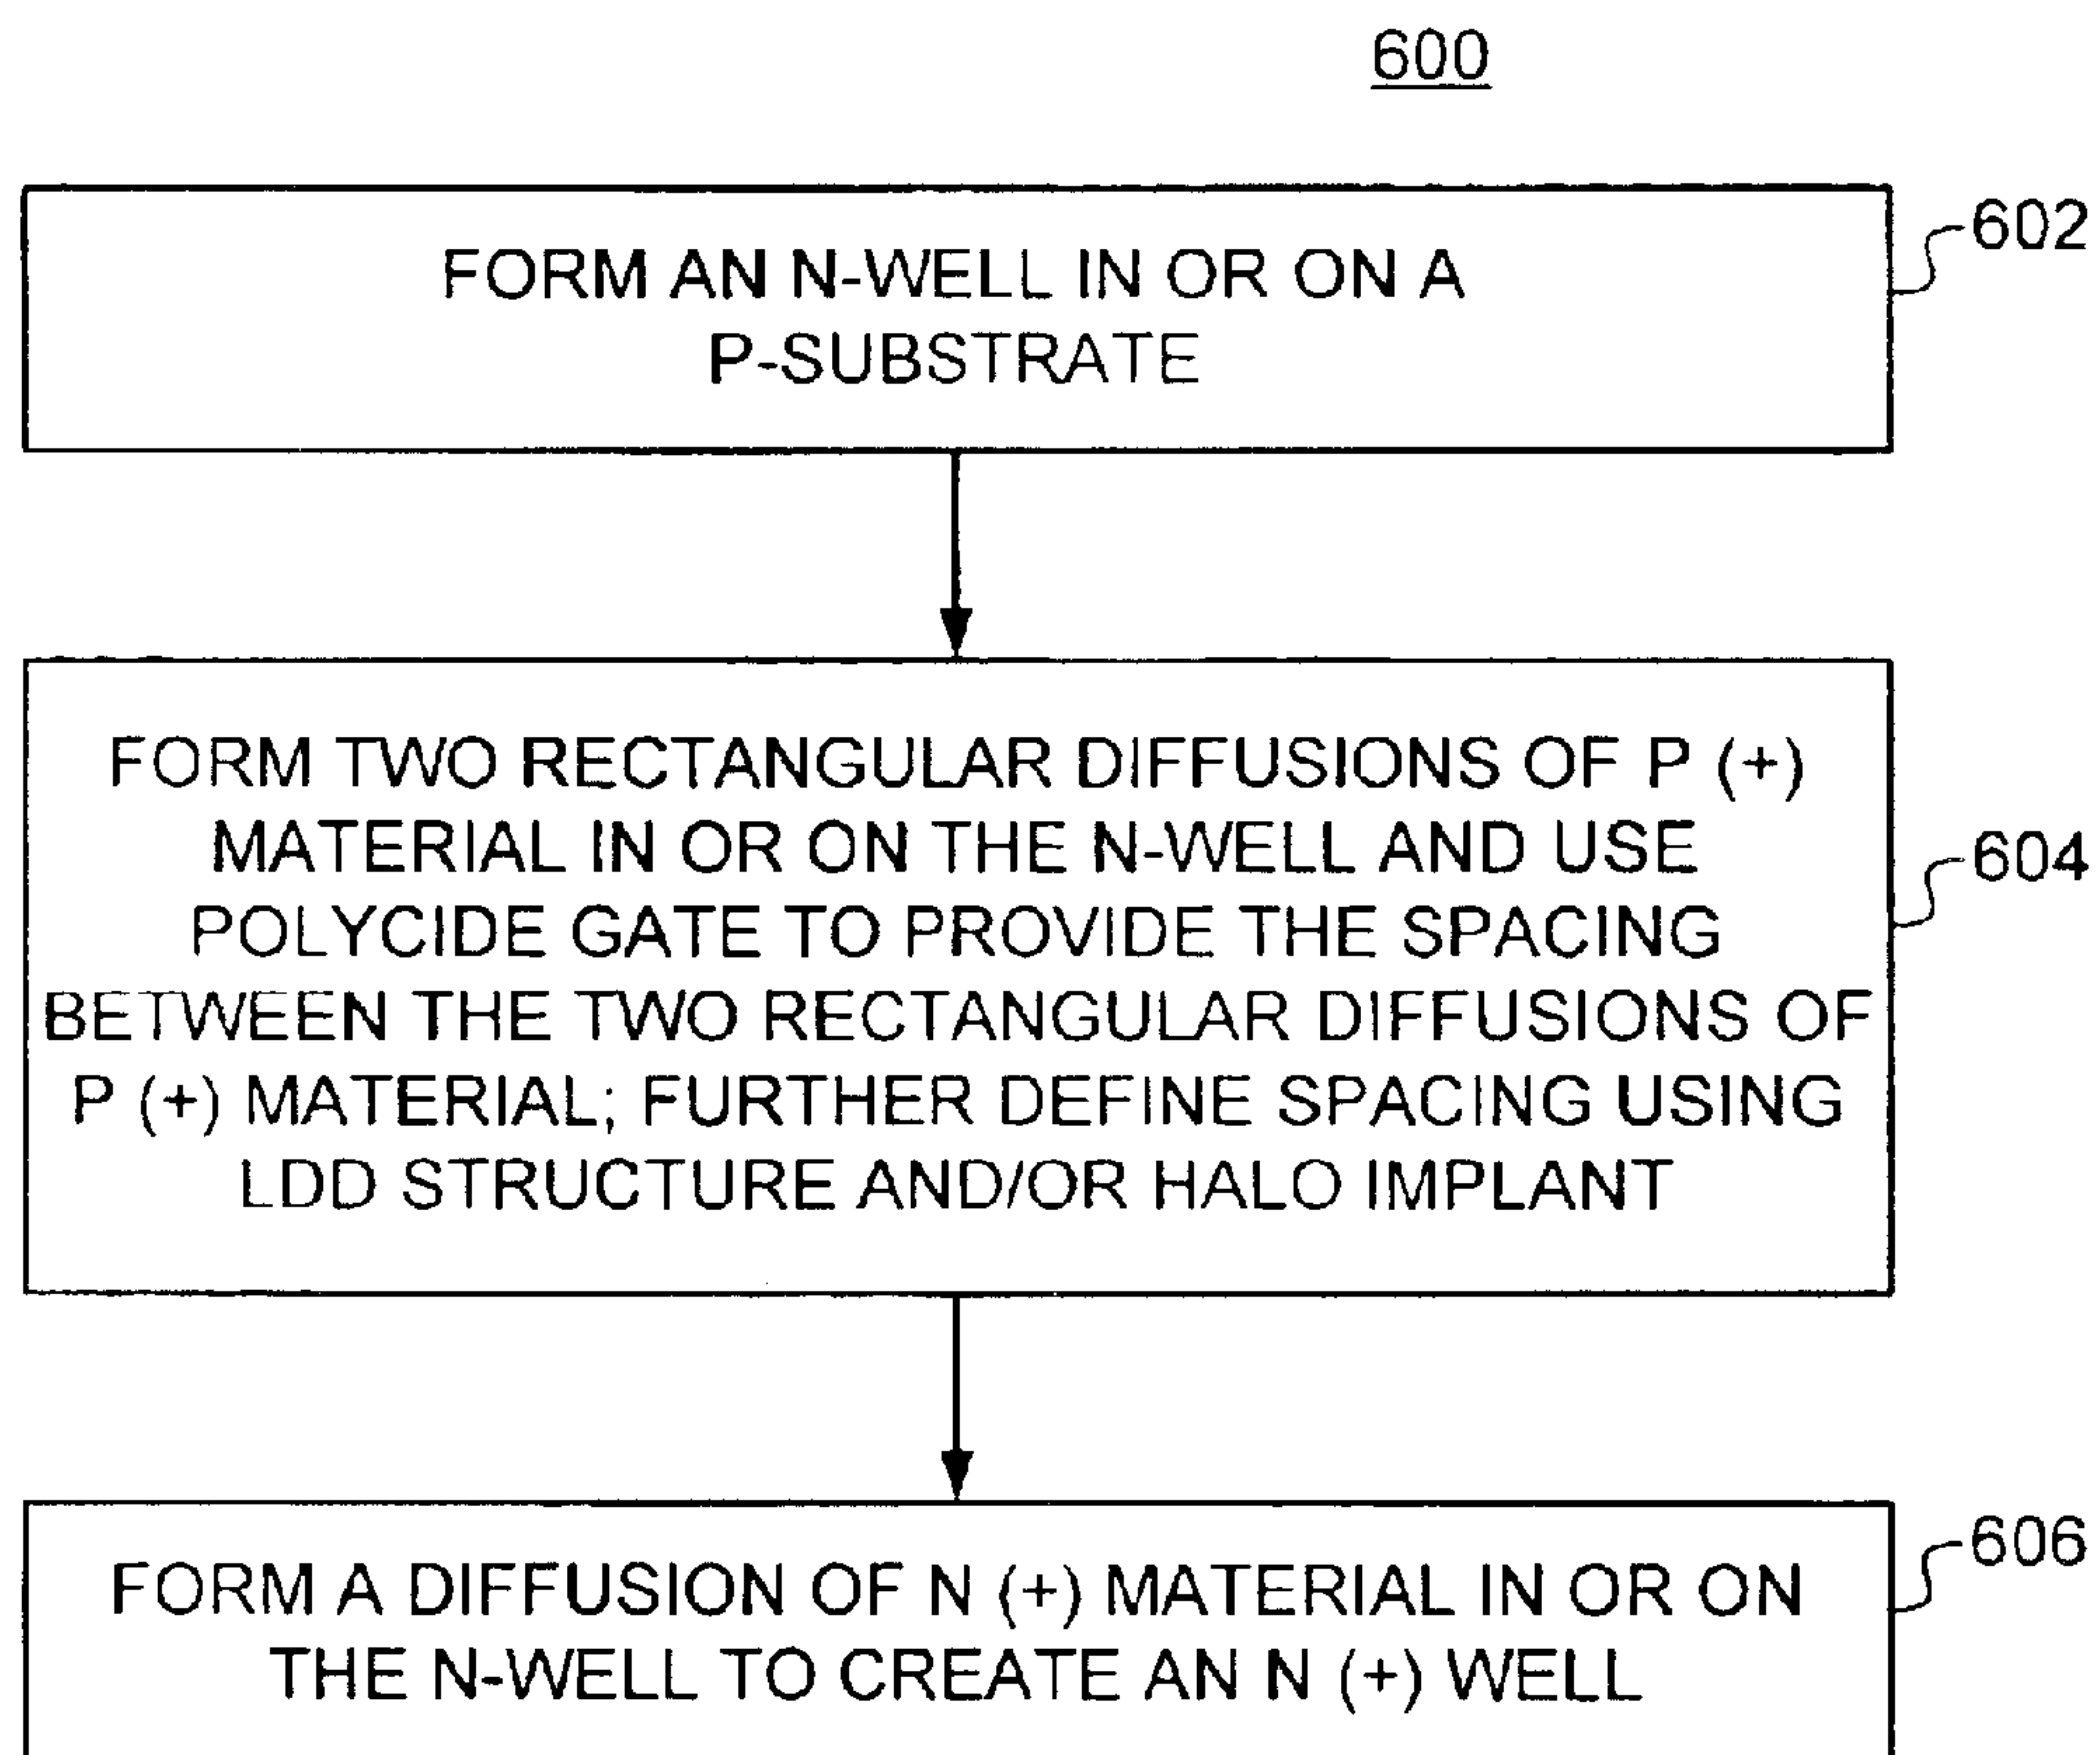 600
FORM AN N-WELL IN OR ON A
P-SUBSTRATE
602
FORM TWO RECTANGULAR DIFFUSIONS OF P (+)
MATERIAL IN OR ON THE N-WELL AND USE
POLYCIDE GATE TO PROVIDE THE SPACING
BETWEEN THE TWO RECTANGULAR DIFFUSIONS OF
P (+) MATERIAL; FURTHER DEFINE SPACING USING
LDD STRUCTURE AND/OR HALO IMPLANT
604
FORM A DIFFUSION OF N (+) MATERIAL IN OR ON
THE N-WELL TO CREATE AN N (+) WELL
606